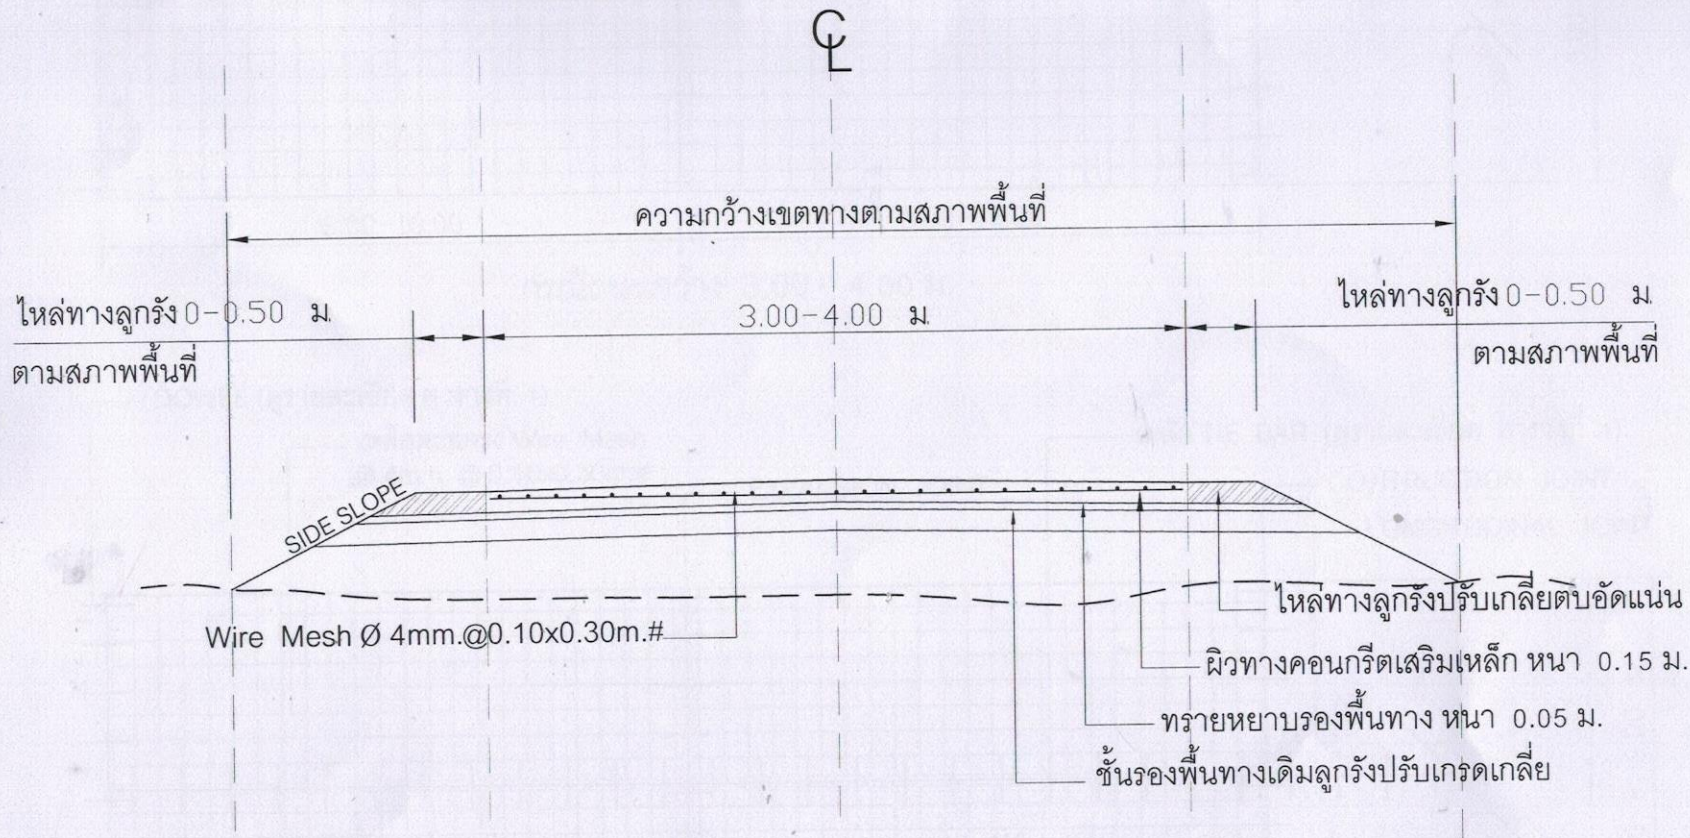 CL
ความกว้างเขตทางตามสภาพพื้นที่
ไหล่ทางลูกรัง 0-0.50 ม.
ตามสภาพพื้นที่
3.00-4.00 ม.
ไหล่ทางลูกรัง 0-0.50 ม.
ตามสภาพพื้นที่
SIDE SLOPE
Wire Mesh Ø 4mm.@0.10x0.30m.#
ไหล่ทางลูกรังปรับเกลี่ยตบอัดแน่น
ผิวทางคอนกรีตเสริมเหล็ก หนา 0.15 ม.
ทรายหยาบรองพื้นทาง หนา 0.05 ม.
ชั้นรองพื้นทางเดิมลูกรังปรับเกรดเกลี่ย